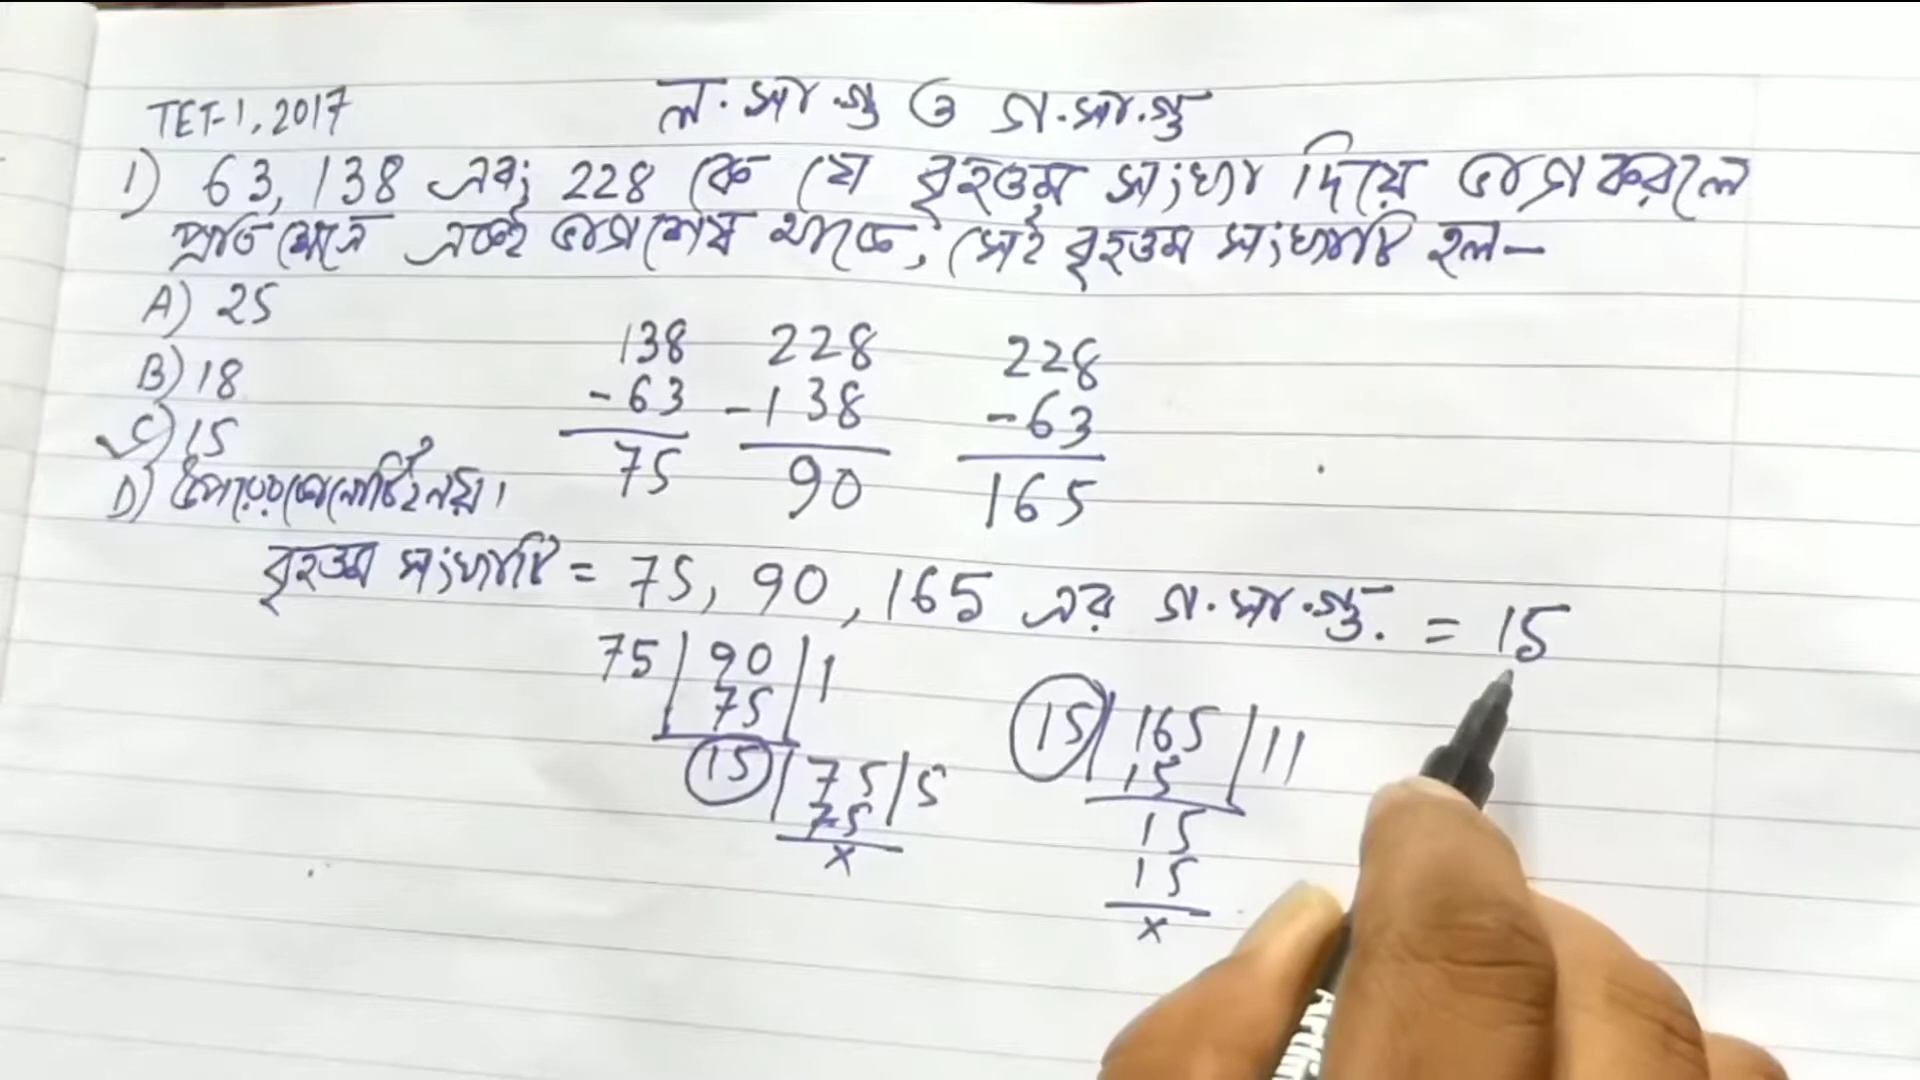 TET-1, 2017
ল.সা.গু ও গ.সা.গু
1) 63, 138 এবং 228 কে যে বৃহত্তম সংখ্যা দিয়ে ভাগ করলে
প্রতিক্ষেত্রে একই ভাগশেষ থাকে, সেই বৃহত্তম সংখ্যাটি হল—
A) 25
B) 18
C) 15
D) উপরের কোনোটিই নয়।
138 228 228
-63 -138 -63
75 90 165
বৃহত্তম সংখ্যাটি = 75, 90, 165 এর গ.সা.গু. = 15
75 | 90 | 1
75
15 | 75 | 5
75
x
15 | 165 | 11
15
15
15
x